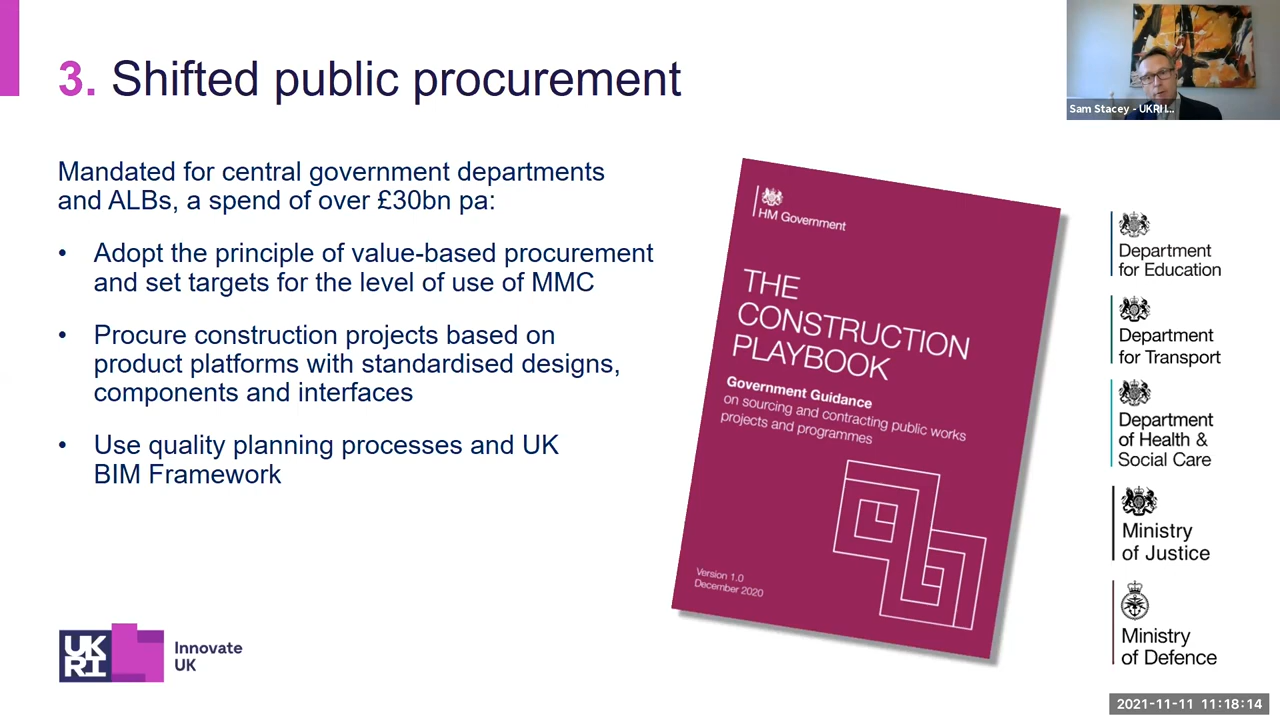 3. Shifted public procurement
Sam Stacey - UKRI I...
Mandated for central government departments
and ALBs, a spend of over £30bn pa:
• Adopt the principle of value-based procurement
and set targets for the level of use of MMC
• Procure construction projects based on
product platforms with standardised designs,
components and interfaces
• Use quality planning processes and UK
BIM Framework
HM Government
THE
CONSTRUCTION
PLAYBOOK
Government Guidance
on sourcing and contracting public works
projects and programmes
Version 1.0
December 2020
Department
for Education
Department
for Transport
Department
of Health &
Social Care
Ministry
of Justice
Ministry
of Defence
UK
RI
Innovate
UK
2021-11-11 11:18:14